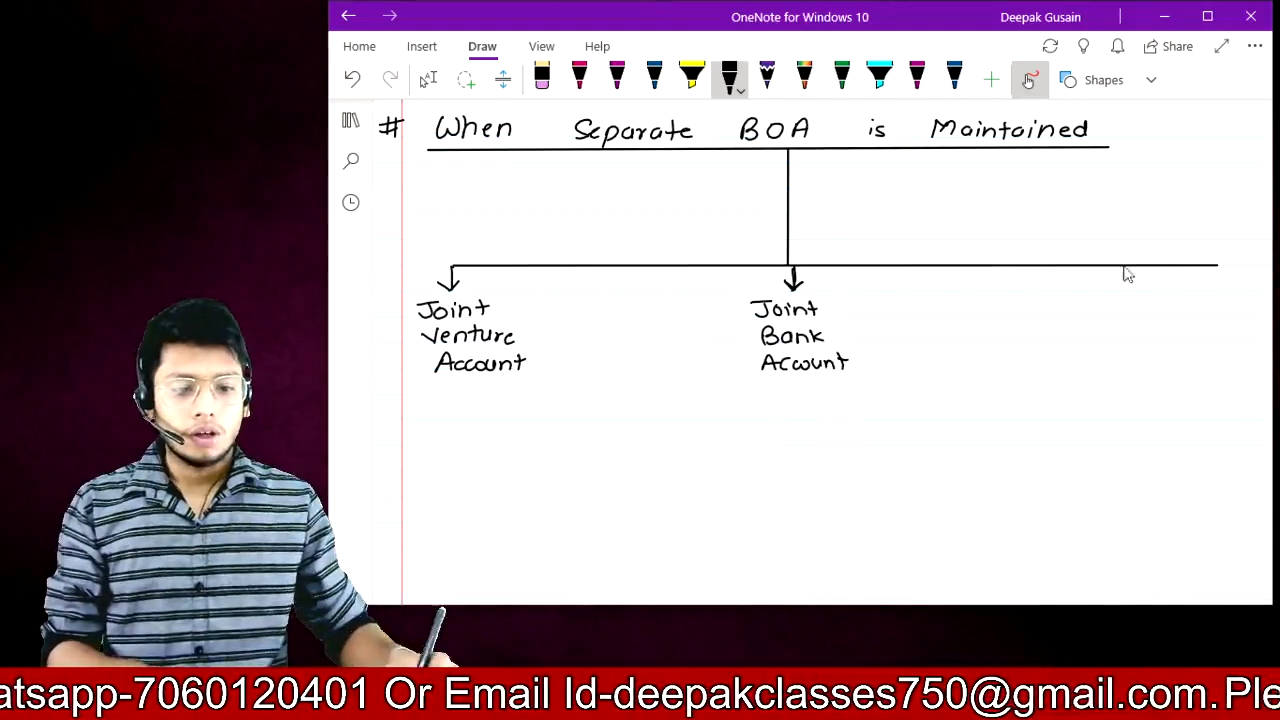 OneNote for Windows 10
Deepak Gusain
Home Insert Draw View Help
Share
Shapes
# When Separate BOA is Maintained
Joint
Venture
Account
Joint
Bank
Account
atsapp-7060120401 Or Email Id-deepakclasses750@gmail.com. Ple